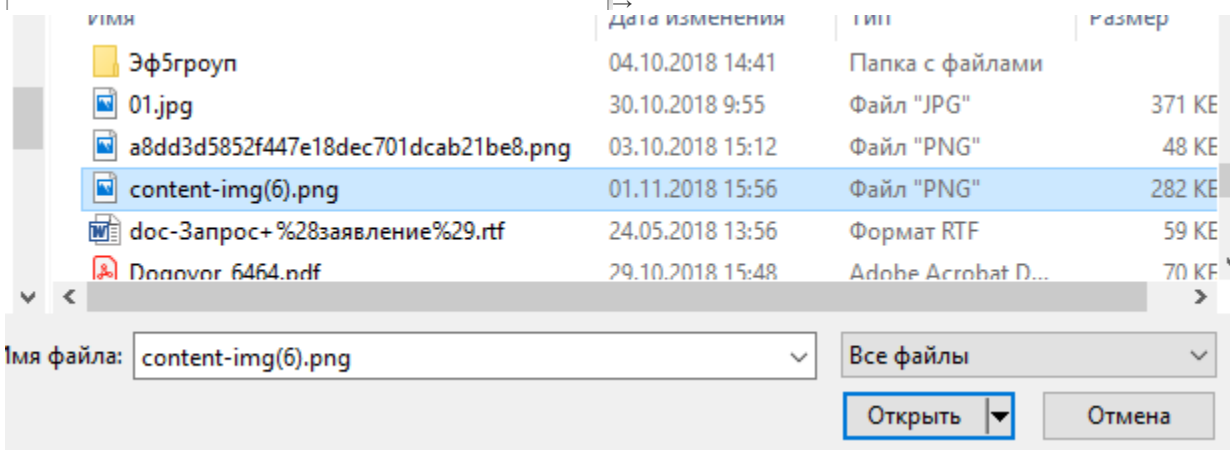 Имя Дата изменения Тип Размер
Эф5гроуп 04.10.2018 14:41 Папка с файлами
01.jpg 30.10.2018 9:55 Файл "JPG" 371 КБ
a8dd3d5852f447e18dec701dcab21be8.png 03.10.2018 15:12 Файл "PNG" 48 КБ
content-img(6).png 01.11.2018 15:56 Файл "PNG" 282 КБ
doc-Запрос+%28заявление%29.rtf 24.05.2018 13:56 Формат RTF 59 КБ
Dogovor_6464.pdf 29.10.2018 15:48 Adobe Acrobat D... 70 КБ
Имя файла: content-img(6).png Все файлы
Открыть Отмена